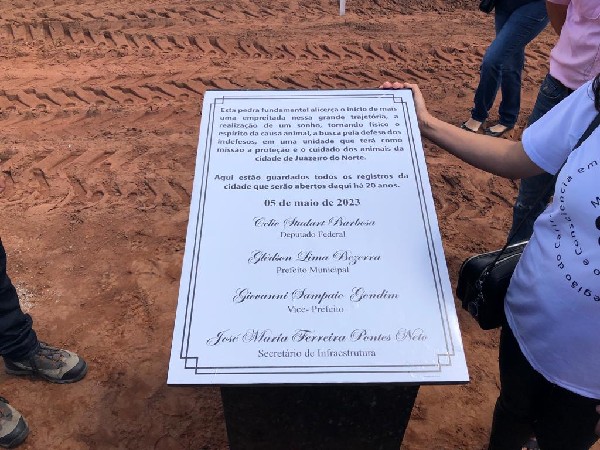 Esta pedra fundamental alicerça o início de mais
uma empreitada nessa grande trajetória, a
realização de um sonho, tornando físico o
espírito da causa animal, a busca pela defesa dos
indefesos, em uma unidade que terá como
missão a proteção e o cuidado dos animais da
cidade de Juazeiro do Norte.
Aqui estão guardados todos os registros da
cidade que serão abertos daqui há 20 anos.
05 de maio de 2023
Célio Studart Barbosa
Deputado Federal
Glêdson Lima Bezerra
Prefeito Municipal
Giovanni Sampaio Gondim
Vice- Prefeito
José Maria Ferreira Pontes Neto
Secretário de Infraestrutura